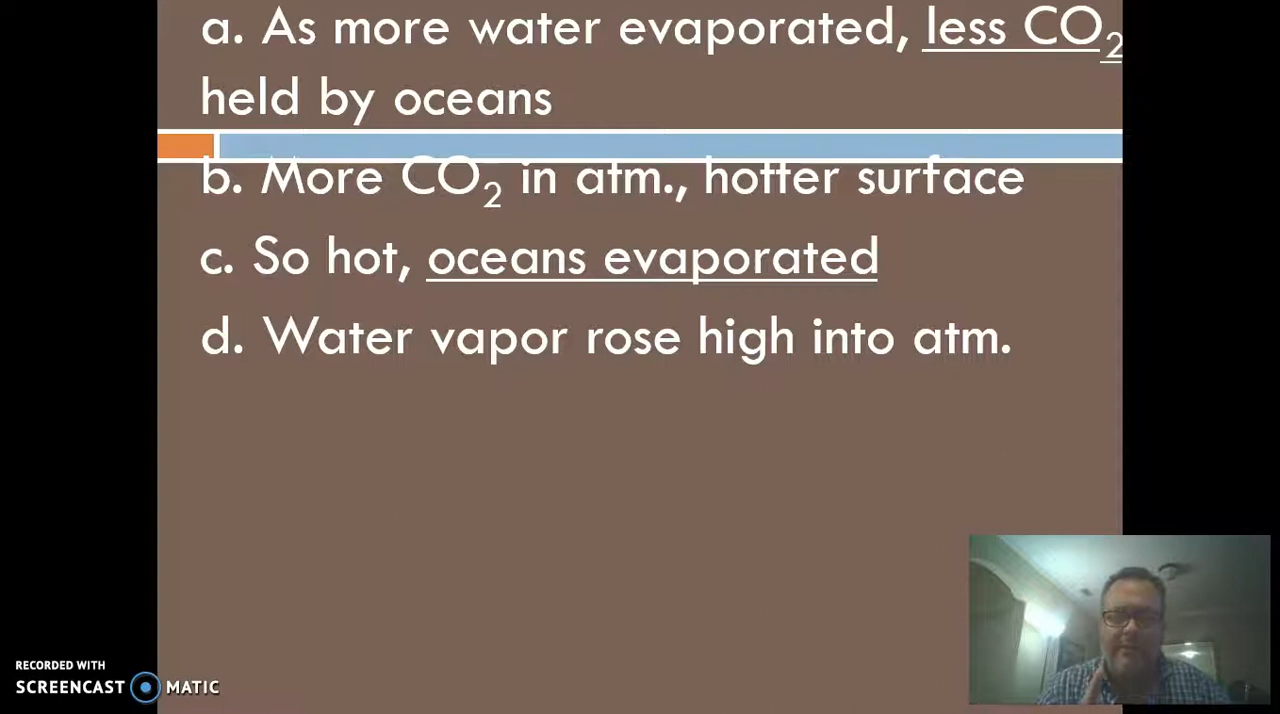 a. As more water evaporated, less CO2
held by oceans
b. More CO2 in atm., hotter surface
c. So hot, oceans evaporated
d. Water vapor rose high into atm.
RECORDED WITH
SCREENCAST MATIC